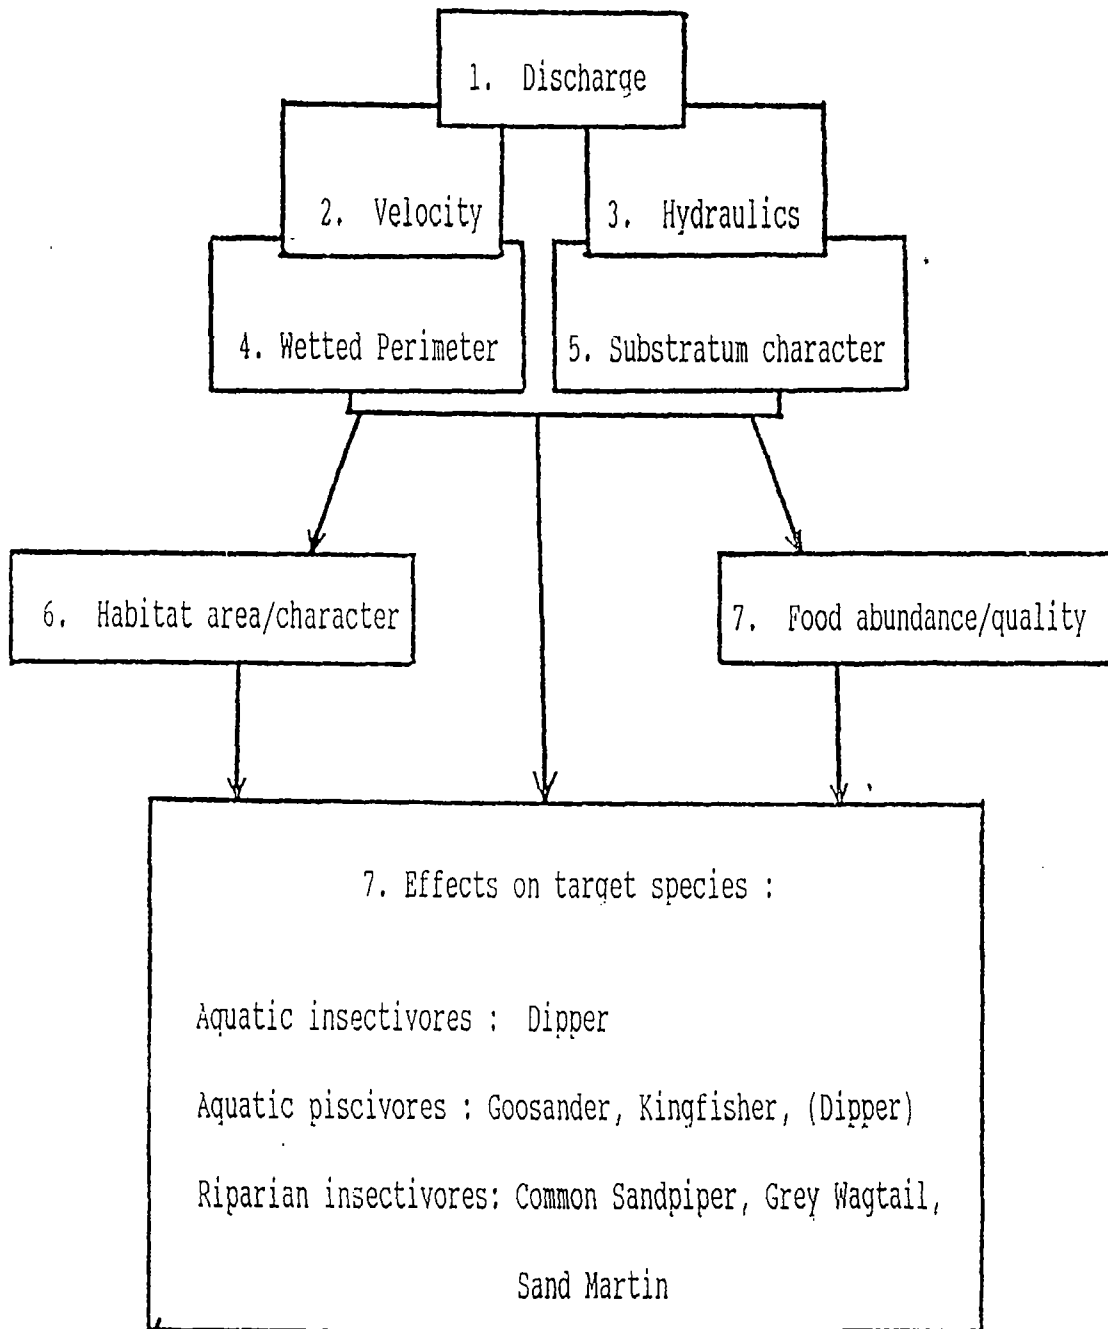 1. Discharge
2. Velocity
3. Hydraulics
4. Wetted Perimeter
5. Substratum character
6. Habitat area/character
7. Food abundance/quality
7. Effects on target species :
Aquatic insectivores : Dipper
Aquatic piscivores : Goosander, Kingfisher, (Dipper)
Riparian insectivores: Common Sandpiper, Grey Wagtail,
Sand Martin